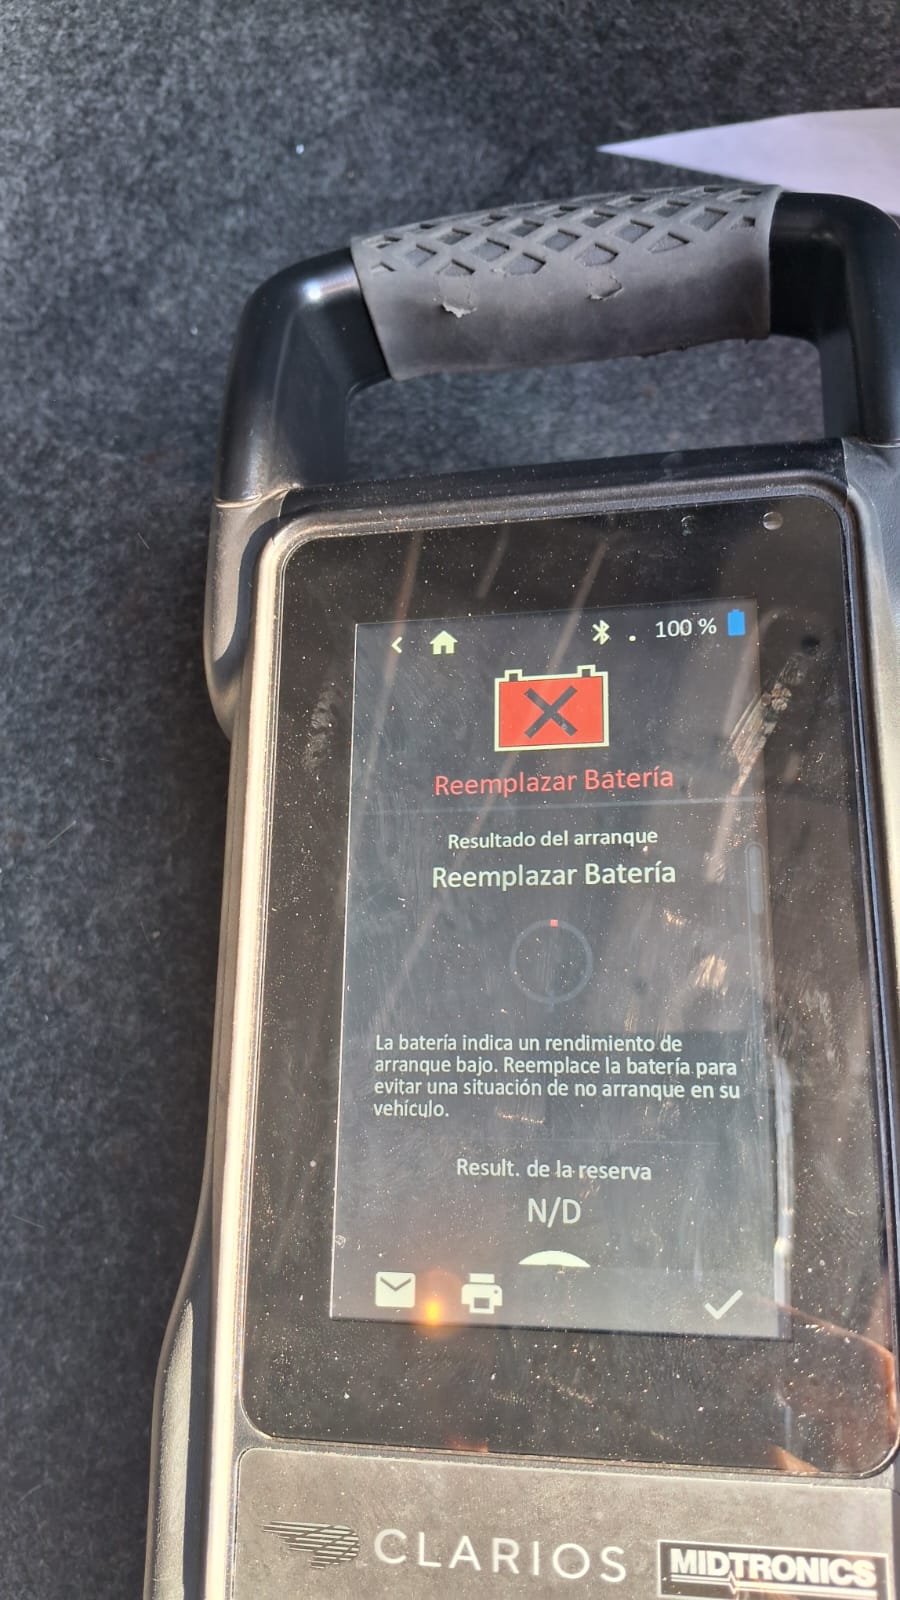 100 %
Reemplazar Batería
Resultado del arranque
Reemplazar Batería
La batería indica un rendimiento de
arranque bajo. Reemplace la batería para
evitar una situación de no arranque en su
vehículo.
Result. de la reserva
N/D
CLARIOS
MIDTRONICS